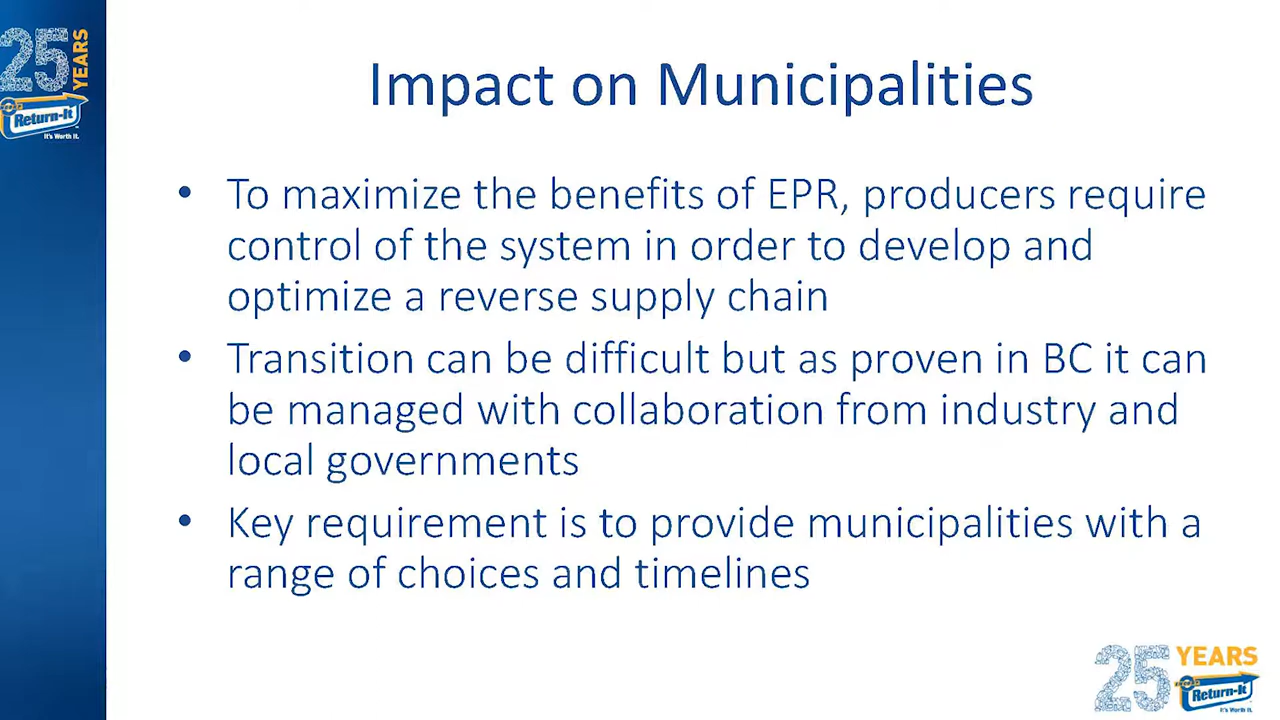 25 YEARS
Return-It
It's Worth It.
Impact on Municipalities
• To maximize the benefits of EPR, producers require
control of the system in order to develop and
optimize a reverse supply chain
• Transition can be difficult but as proven in BC it can
be managed with collaboration from industry and
local governments
• Key requirement is to provide municipalities with a
range of choices and timelines
25 YEARS
Return-It
It's Worth It.